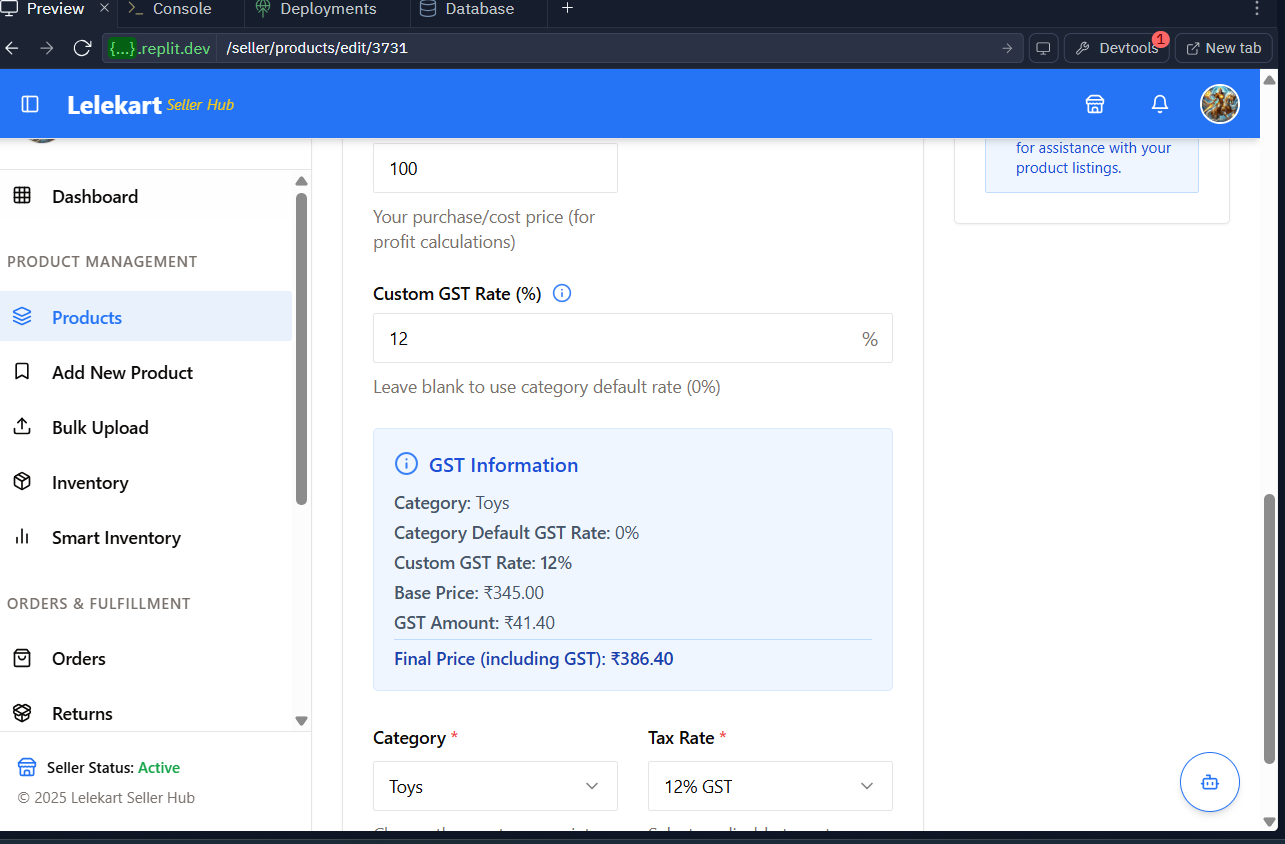 Preview
Console
Deployments
Database
{...}.replit.dev /seller/products/edit/3731
Devtools 1
New tab
Lelekart Seller Hub
Dashboard
PRODUCT MANAGEMENT
Products
Add New Product
Bulk Upload
Inventory
Smart Inventory
ORDERS & FULFILLMENT
Orders
Returns
Seller Status: Active
© 2025 Lelekart Seller Hub
100
Your purchase/cost price (for
profit calculations)
Custom GST Rate (%)
12 %
Leave blank to use category default rate (0%)
GST Information
Category: Toys
Category Default GST Rate: 0%
Custom GST Rate: 12%
Base Price: ₹345.00
GST Amount: ₹41.40
Final Price (including GST): ₹386.40
Category *
Toys
Tax Rate *
12% GST
for assistance with your
product listings.